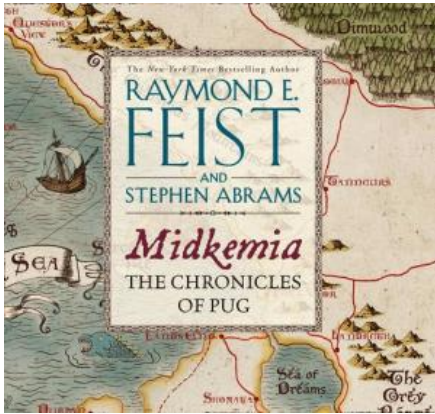 Dimwood
The New York Times Bestselling Author
RAYMOND E.
FEIST
AND
STEPHEN ABRAMS
SEA
Midkemia
THE CHRONICLES
OF PUG
Sea of
Dreams
The
Grey